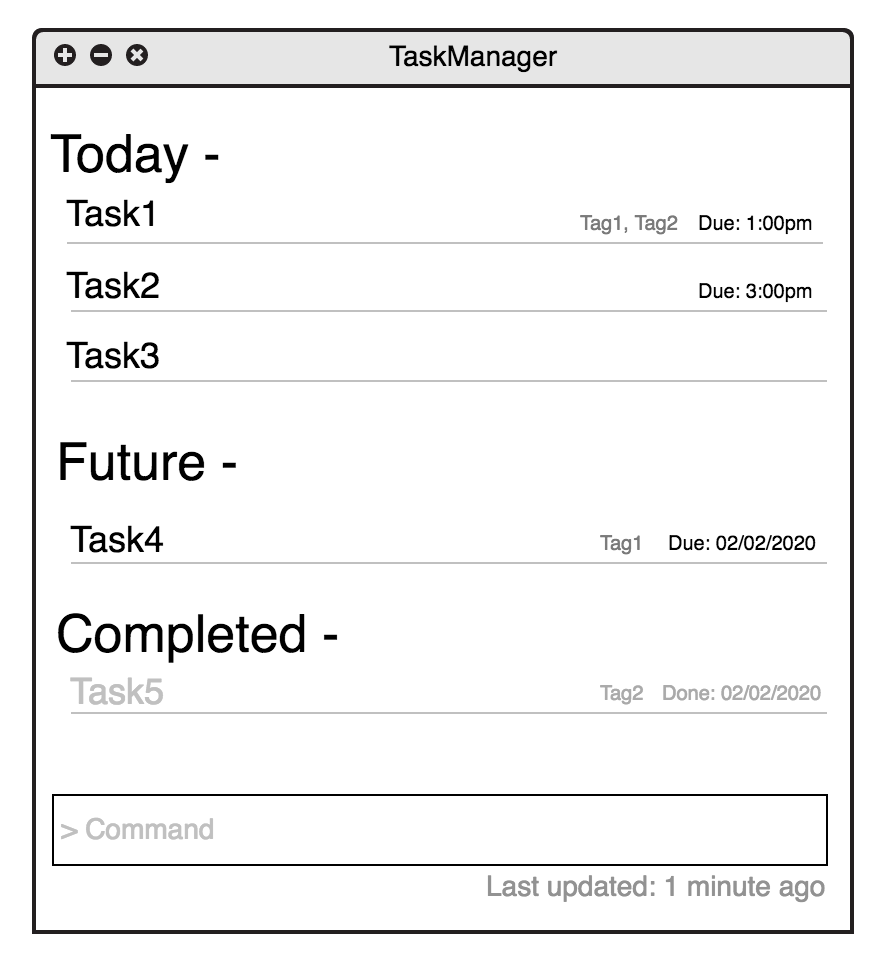 TaskManager
Today -
Task1 Tag1, Tag2 Due: 1:00pm
Task2 Due: 3:00pm
Task3
Future -
Task4 Tag1 Due: 02/02/2020
Completed -
Task5 Tag2 Done: 02/02/2020
> Command
Last updated: 1 minute ago